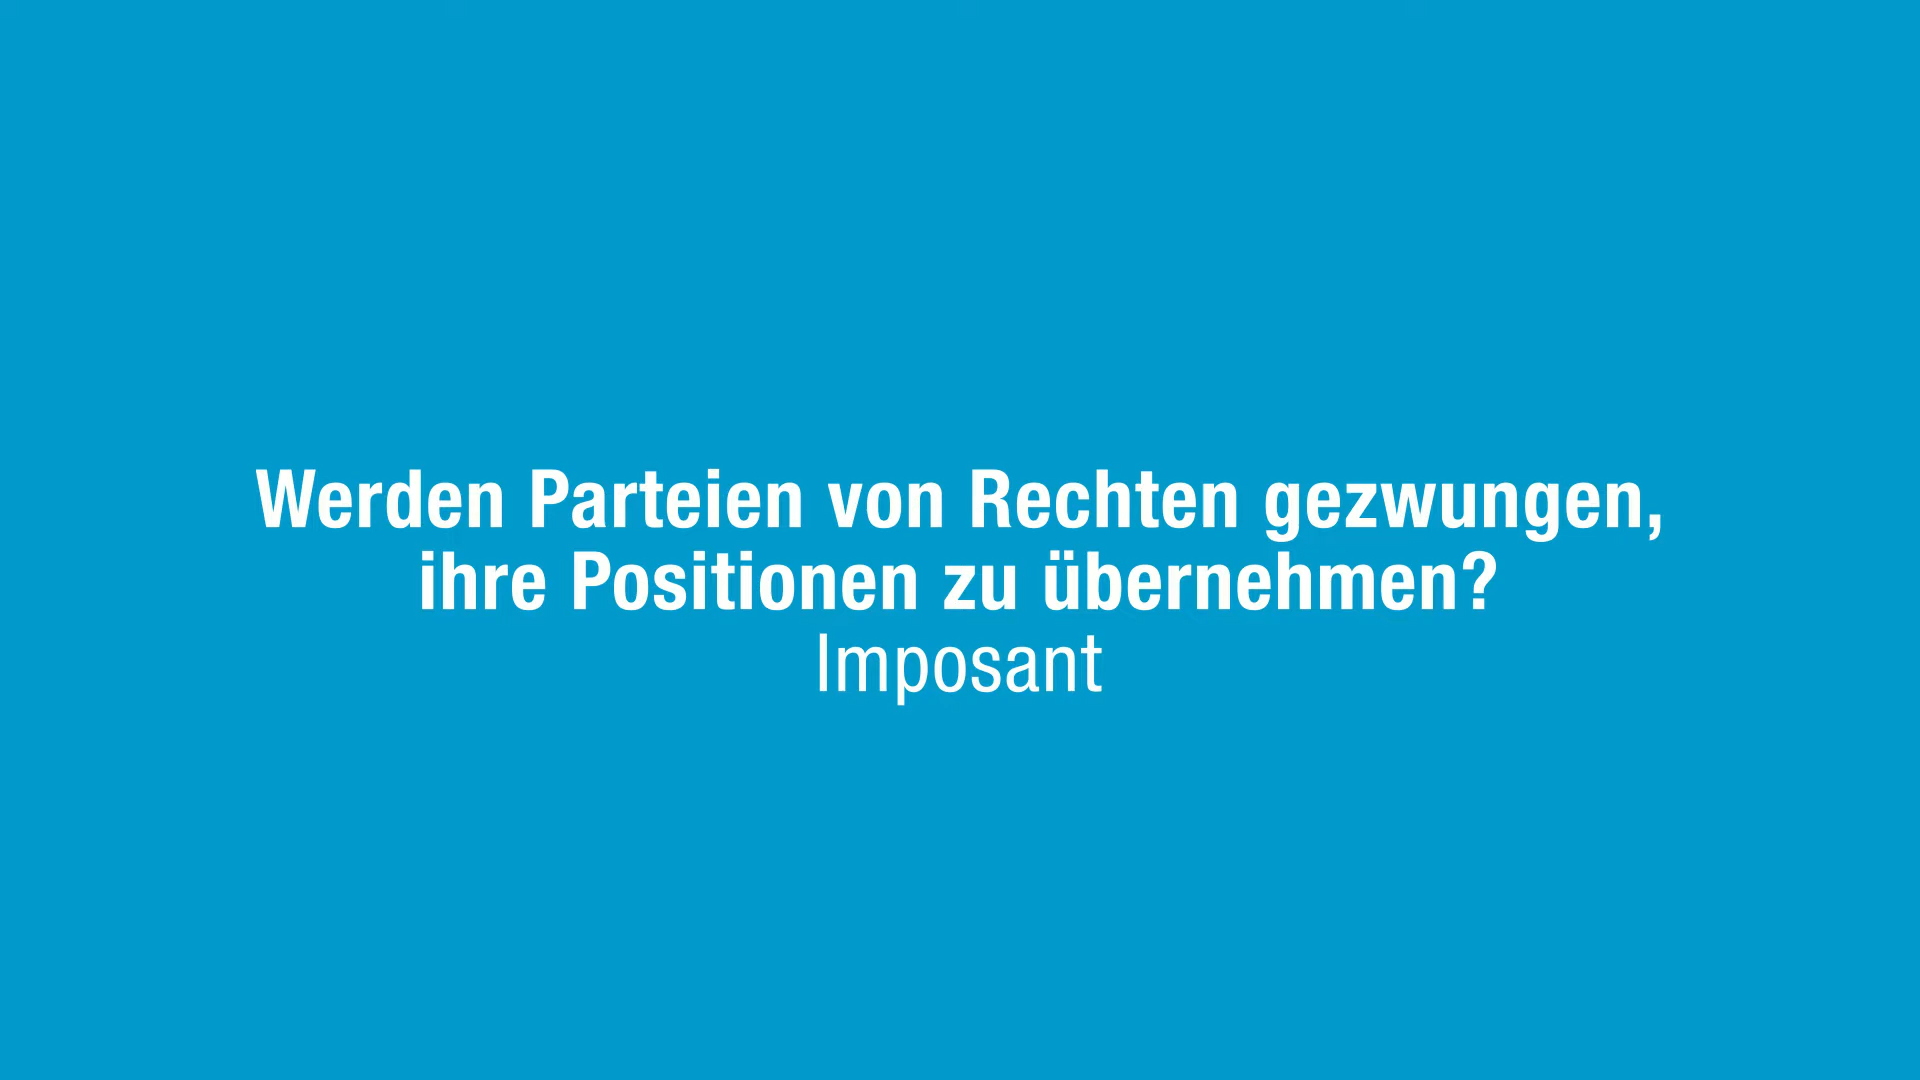 Werden Parteien von Rechten gezwungen,
ihre Positionen zu übernehmen?
Imposant